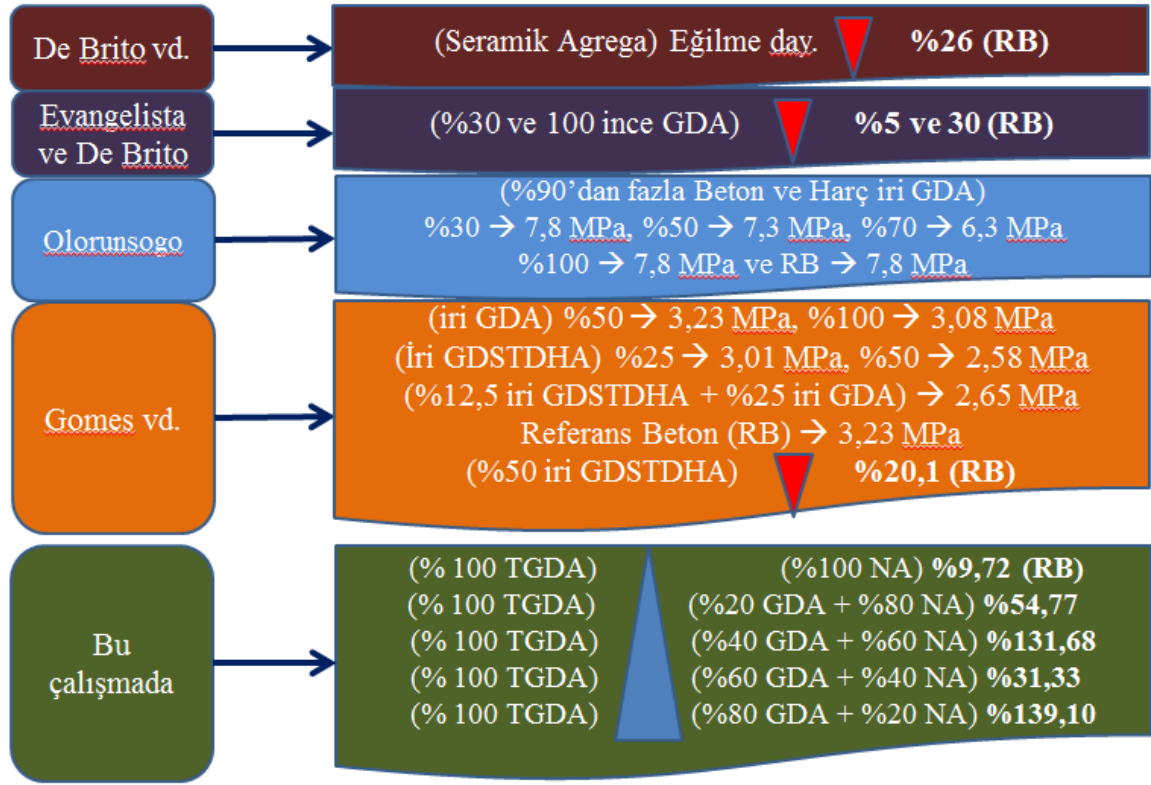 De Brito vd.
(Seramik Agrega) Eğilme day. %26 (RB)
Evangelista
ve De Brito
(%30 ve 100 ince GDA) %5 ve 30 (RB)
Olorunsogo
(%90’dan fazla Beton ve Harç iri GDA)
%30 → 7,8 MPa, %50 → 7,3 MPa, %70 → 6,3 MPa
%100 → 7,8 MPa ve RB → 7,8 MPa
Gomes vd.
(iri GDA) %50 → 3,23 MPa, %100 → 3,08 MPa
(İri GDSTDHA) %25 → 3,01 MPa, %50 → 2,58 MPa
(%12,5 iri GDSTDHA + %25 iri GDA) → 2,65 MPa
Referans Beton (RB) → 3,23 MPa
(%50 iri GDSTDHA) %20,1 (RB)
Bu
çalışmada
(% 100 TGDA) (%100 NA) %9,72 (RB)
(% 100 TGDA) (%20 GDA + %80 NA) %54,77
(% 100 TGDA) (%40 GDA + %60 NA) %131,68
(% 100 TGDA) (%60 GDA + %40 NA) %31,33
(% 100 TGDA) (%80 GDA + %20 NA) %139,10